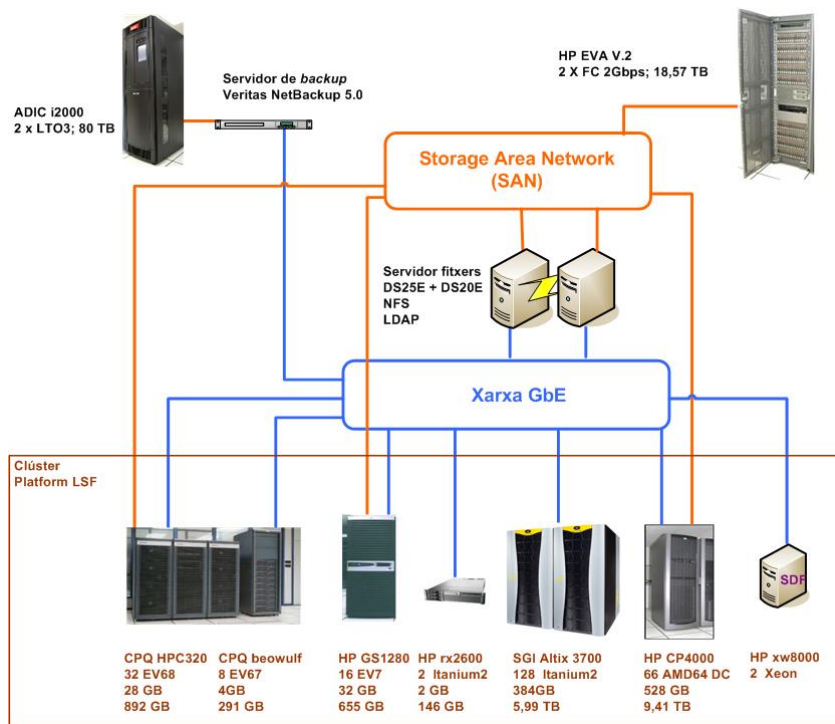 HP EVA V.2
2 X FC 2Gbps; 18,57 TB
Servidor de backup
Veritas NetBackup 5.0
ADIC i2000
2 x LTO3; 80 TB
Storage Area Network
(SAN)
Servidor fitxers
DS25E + DS20E
NFS
LDAP
Xarxa GbE
Clúster
Platform LSF
SDF
CPQ HPC320
32 EV68
28 GB
892 GB
CPQ beowulf
8 EV67
4GB
291 GB
HP GS1280
16 EV7
32 GB
655 GB
HP rx2600
2 Itanium2
2 GB
146 GB
SGI Altix 3700
128 Itanium2
384GB
5,99 TB
HP CP4000
66 AMD64 DC
528 GB
9,41 TB
HP xw8000
2 Xeon